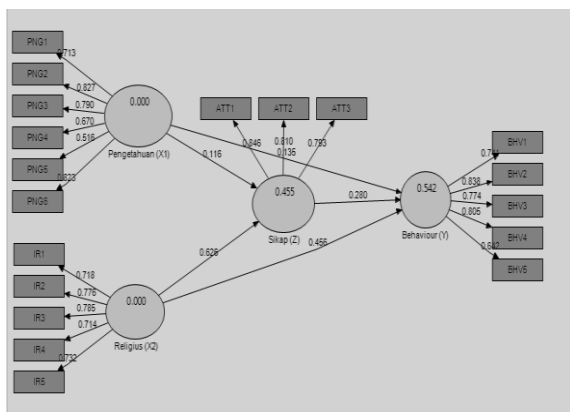 PNG1
0.713
PNG2
0.827
PNG3
0.790
PNG4
0.670
PNG5
0.516
PNG6
0.623
0.000
Pengetahuan (X1)
0.116
0.135
ATT1
ATT2
ATT3
0.846
0.810
0.793
0.455
Sikap (Z)
0.280
0.456
0.626
0.542
Behaviour (Y)
BHV1
0.741
BHV2
0.838
BHV3
0.774
BHV4
0.805
BHV5
0.642
IR1
0.718
IR2
0.776
IR3
0.785
IR4
0.714
IR5
0.732
0.000
Religius (X2)